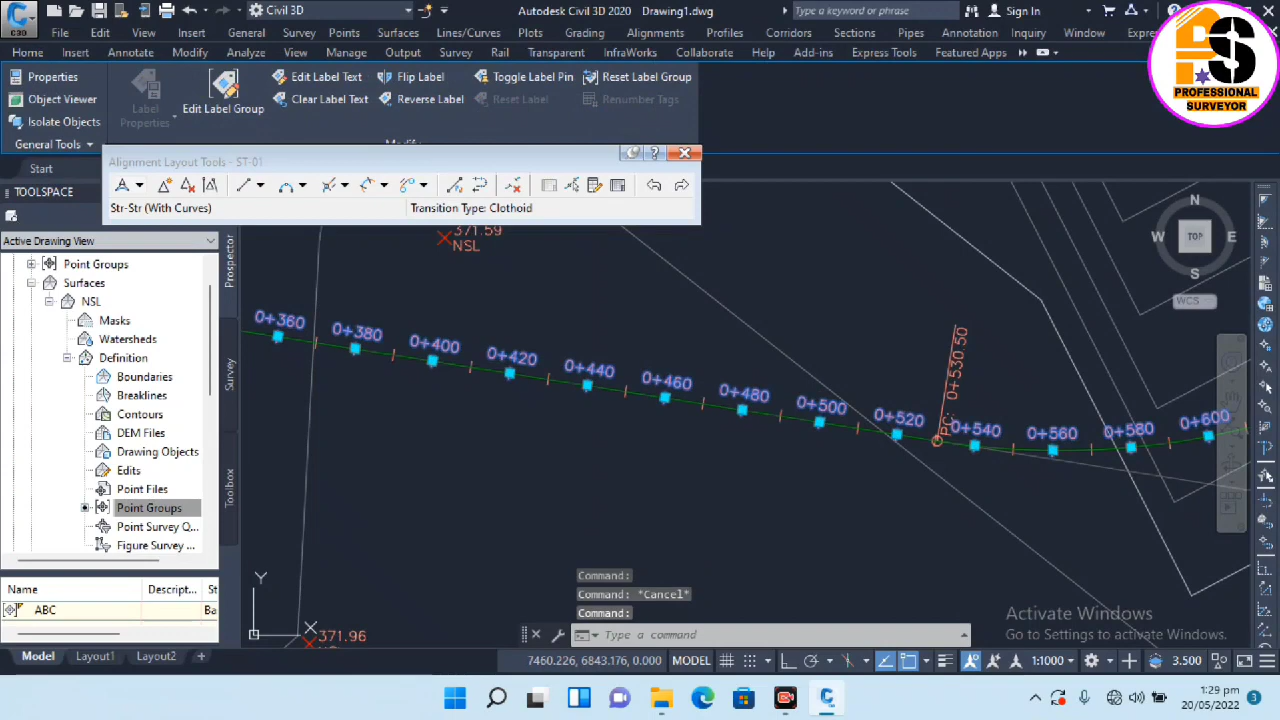 C3D
Civil 3D
Autodesk Civil 3D 2020 Drawing1.dwg
Type a keyword or phrase
Sign In
File Edit View Insert General Survey Points Surfaces Lines/Curves Plots Grading Alignments Profiles Corridors Sections Pipes Annotation Inquiry Window Expr
Home Insert Annotate Modify Analyze View Manage Output Survey Rail Transparent InfraWorks Collaborate Help Add-ins Express Tools Featured Apps
PROFESSIONAL
SURVEYOR
Properties
Object Viewer
Isolate Objects
General Tools
Label
Properties
Edit Label Group
Edit Label Text
Clear Label Text
Flip Label
Reverse Label
Toggle Label Pin
Reset Label
Reset Label Group
Renumber Tags
Modify
Start
Alignment Layout Tools - ST-01
Str-Str (With Curves)
Transition Type: Clothoid
TOOLSPACE
Active Drawing View
Point Groups
Surfaces
NSL
Masks
Watersheds
Definition
Boundaries
Breaklines
Contours
DEM Files
Drawing Objects
Edits
Point Files
Point Groups
Point Survey Q...
Figure Survey ...
Name Descript... St
ABC Ba
Prospector
Survey
Toolbox
371.59
NSL
0+360
0+380
0+400
0+420
0+440
0+460
0+480
0+500
0+520
0+540
0+560
0+580
0+600
PC: 0+530.50
371.96
N
W TOP E
S
WCS
Y
X
Command:
Command: *Cancel*
Command:
Type a command
Activate Windows
Go to Settings to activate Windows.
Model Layout1 Layout2 +
7460.226, 6843.176, 0.000 MODEL
1:1000
3.500
1:29 pm
20/05/2022
3